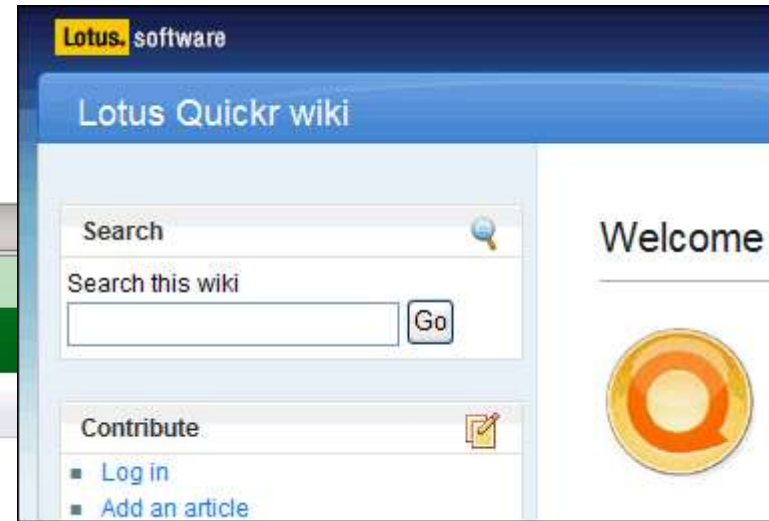 Lotus. software
Lotus Quickr wiki
Search
Search this wiki
Go
Welcome
Contribute
Log in
Add an article